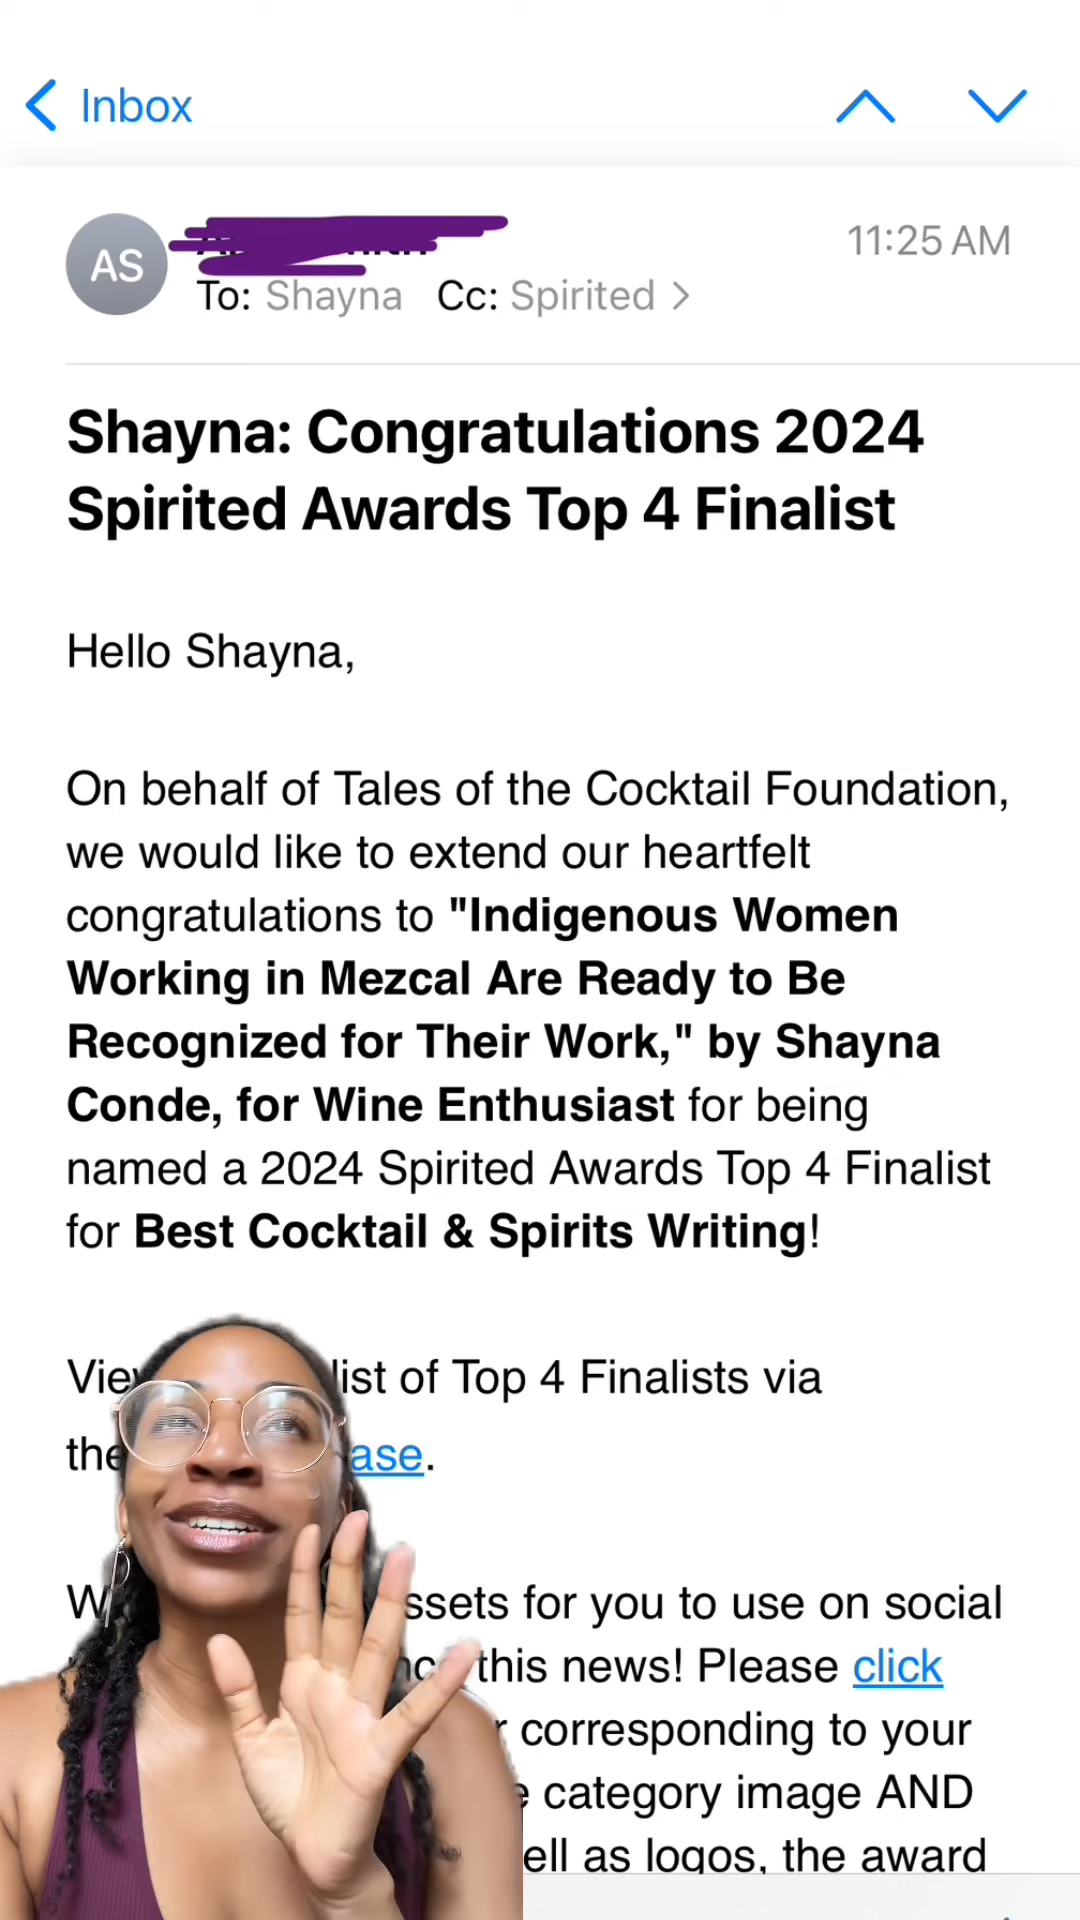 Inbox
AS
11:25 AM
To: Shayna Cc: Spirited
Shayna: Congratulations 2024
Spirited Awards Top 4 Finalist
Hello Shayna,
On behalf of Tales of the Cocktail Foundation,
we would like to extend our heartfelt
congratulations to "Indigenous Women
Working in Mezcal Are Ready to Be
Recognized for Their Work," by Shayna
Conde, for Wine Enthusiast for being
named a 2024 Spirited Awards Top 4 Finalist
for Best Cocktail & Spirits Writing!
list of Top 4 Finalists via
for you to use on social
this news! Please click
corresponding to your
category image AND
as logos, the award